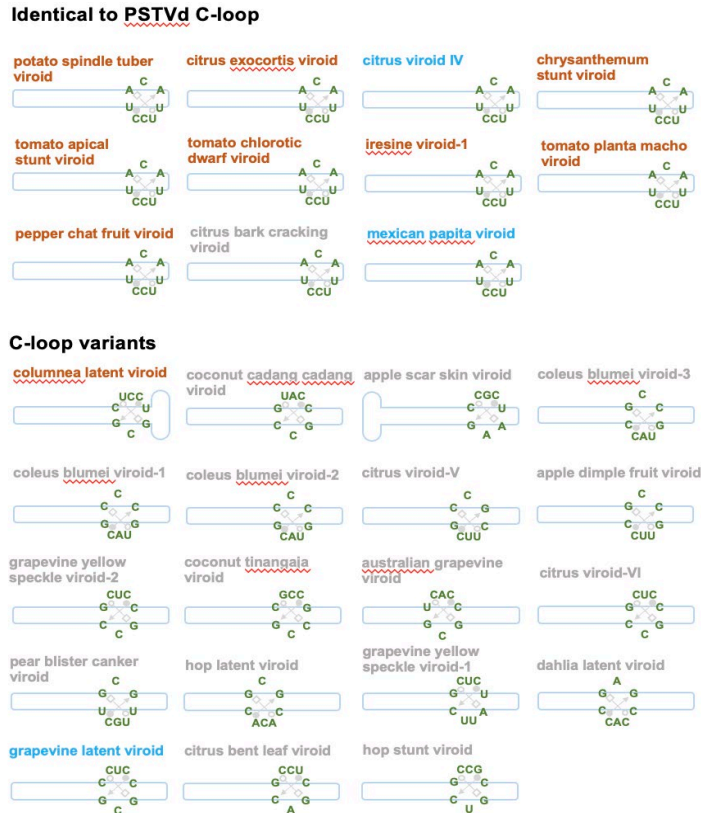 Identical to PSTVd C-loop
potato spindle tuber
viroid
C
A A
U U
CCU
citrus exocortis viroid
C
A A
U U
CCU
citrus viroid IV
C
A A
U U
CCU
chrysanthemum
stunt viroid
C
A A
U U
CCU
tomato apical
stunt viroid
C
A A
U U
CCU
tomato chlorotic
dwarf viroid
C
A A
U U
CCU
iresine viroid-1
C
A A
U U
CCU
tomato planta macho
viroid
C
A A
U U
CCU
pepper chat fruit viroid
C
A A
U U
CCU
citrus bark cracking
viroid
C
A A
U U
CCU
mexican papita viroid
C
A A
U U
CCU
C-loop variants
columnea latent viroid
UCC
C U
G G
C
coconut cadang cadang
viroid
UAC
G C
C G
C
apple scar skin viroid
CGC
C U
G A
A
coleus blumei viroid-3
C
G C
C G
CAU
coleus blumei viroid-1
C
C C
G G
CAU
coleus blumei viroid-2
C
C C
G G
CAU
citrus viroid-V
C
C G
G C
CUU
apple dimple fruit viroid
C
G C
C G
CUU
grapevine yellow
speckle viroid-2
CUC
G C
C G
C
coconut tinangaja
viroid
GCC
C G
G C
C
australian grapevine
viroid
CAC
U C
G G
C
citrus viroid-VI
CUC
G C
C G
C
pear blister canker
viroid
C
G G
U U
CGU
hop latent viroid
C
G G
C C
ACA
grapevine yellow
speckle viroid-1
CUC
G U
C A
UU
dahlia latent viroid
A
G G
C C
CAC
grapevine latent viroid
CUC
C C
G G
C
citrus bent leaf viroid
CCU
G C
C G
A
hop stunt viroid
CCG
G C
C G
U